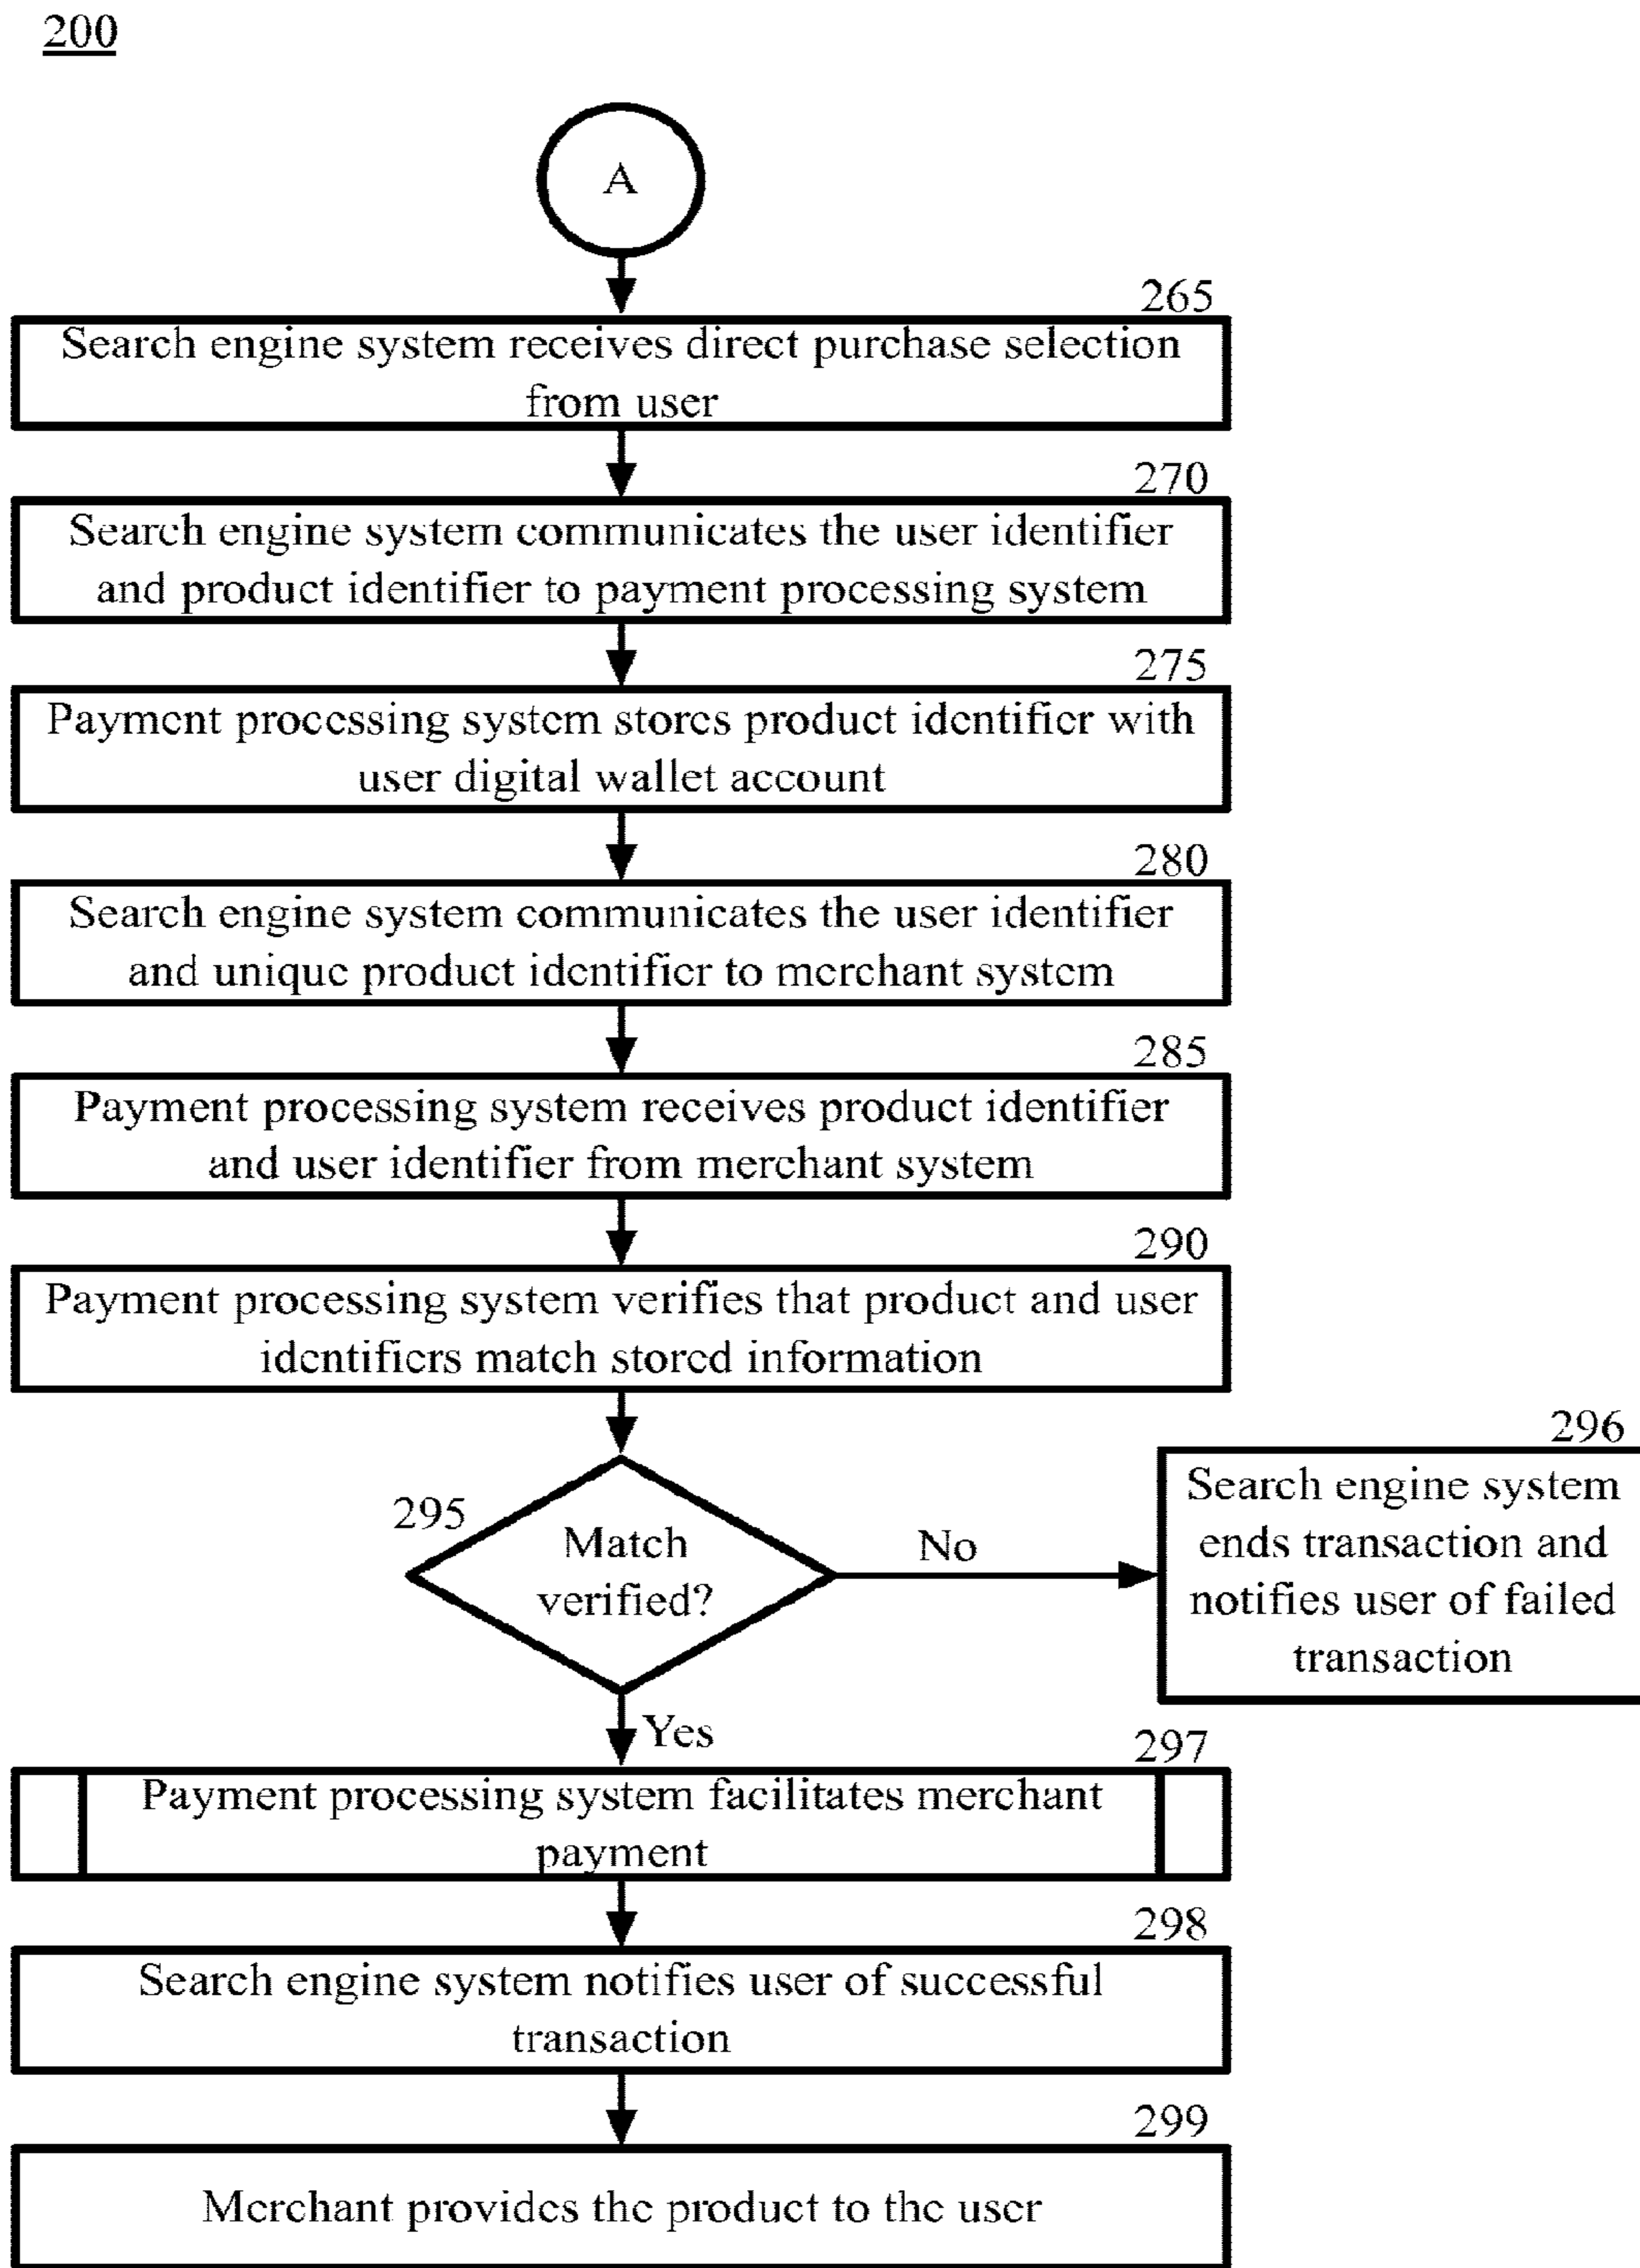 200
A
265
Search engine system receives direct purchase selection
from user
270
Search engine system communicates the user identifier
and product identifier to payment processing system
275
Payment processing system stores product identifier with
user digital wallet account
280
Search engine system communicates the user identifier
and unique product identifier to merchant system
285
Payment processing system receives product identifier
and user identifier from merchant system
290
Payment processing system verifies that product and user
identifiers match stored information
295
Match
verified?
No
296
Search engine system
ends transaction and
notifies user of failed
transaction
Yes
297
Payment processing system facilitates merchant
payment
298
Search engine system notifies user of successful
transaction
299
Merchant provides the product to the user